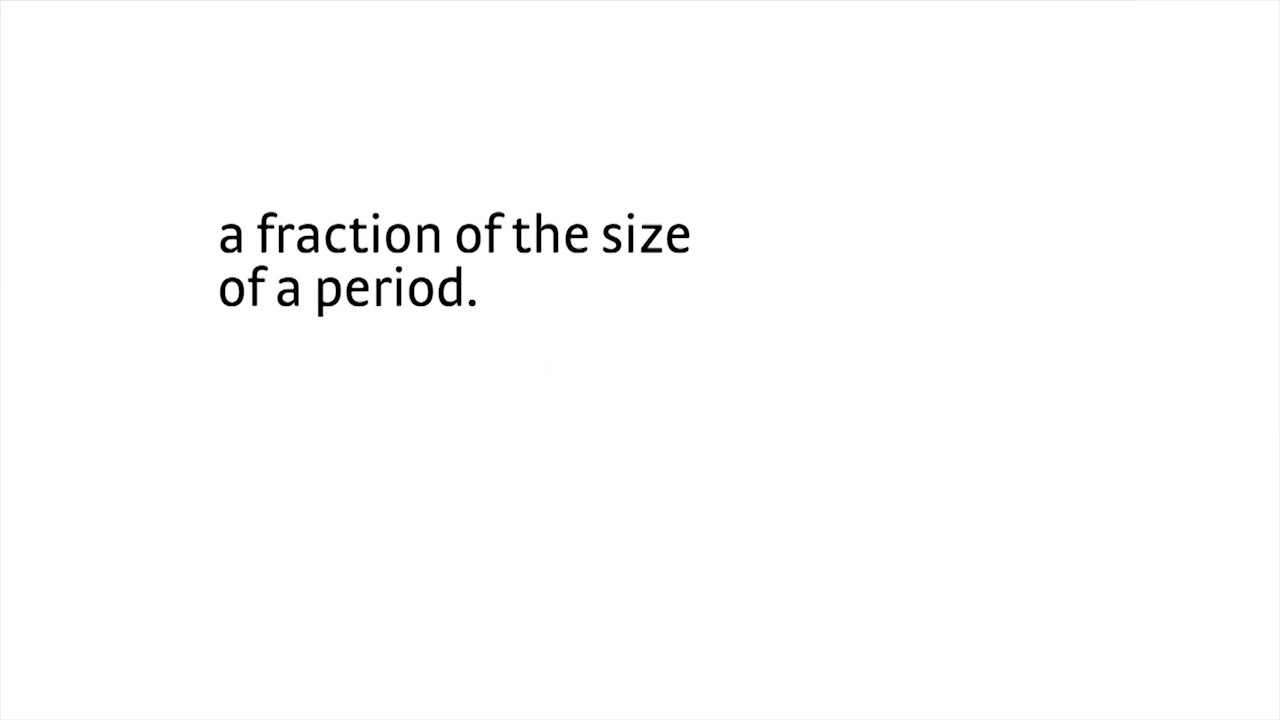 a fraction of the size
of a period.